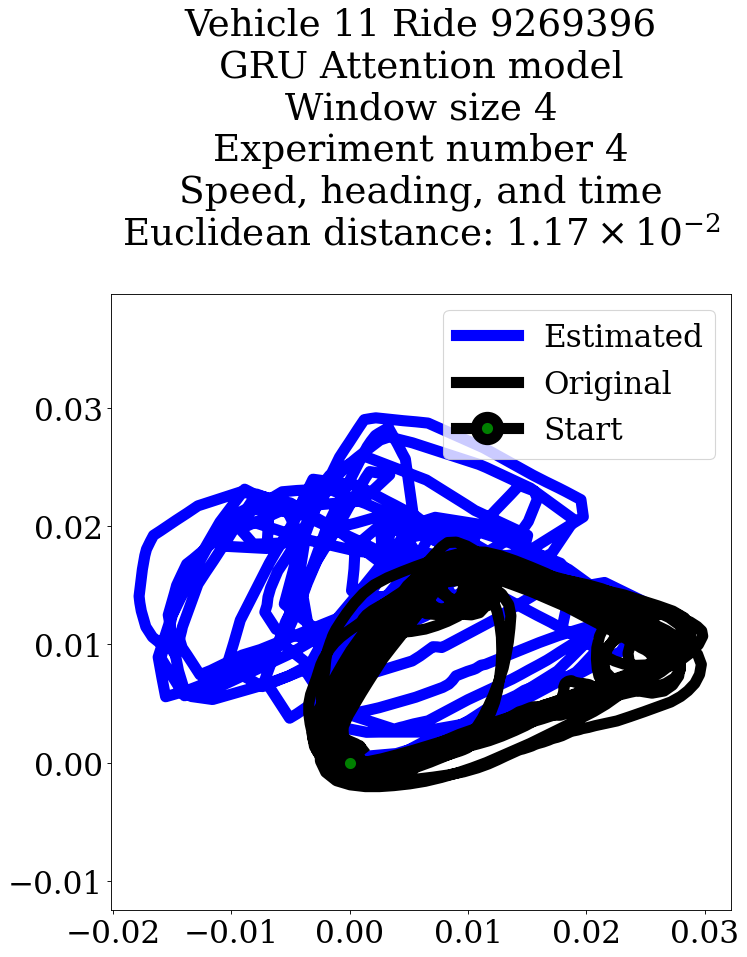 Vehicle 11 Ride 9269396
GRU Attention model
Window size 4
Experiment number 4
Speed, heading, and time
Euclidean distance: 1.17 × 10⁻²
Estimated
Original
Start
0.03
0.02
0.01
0.00
−0.01
−0.02 −0.01 0.00 0.01 0.02 0.03